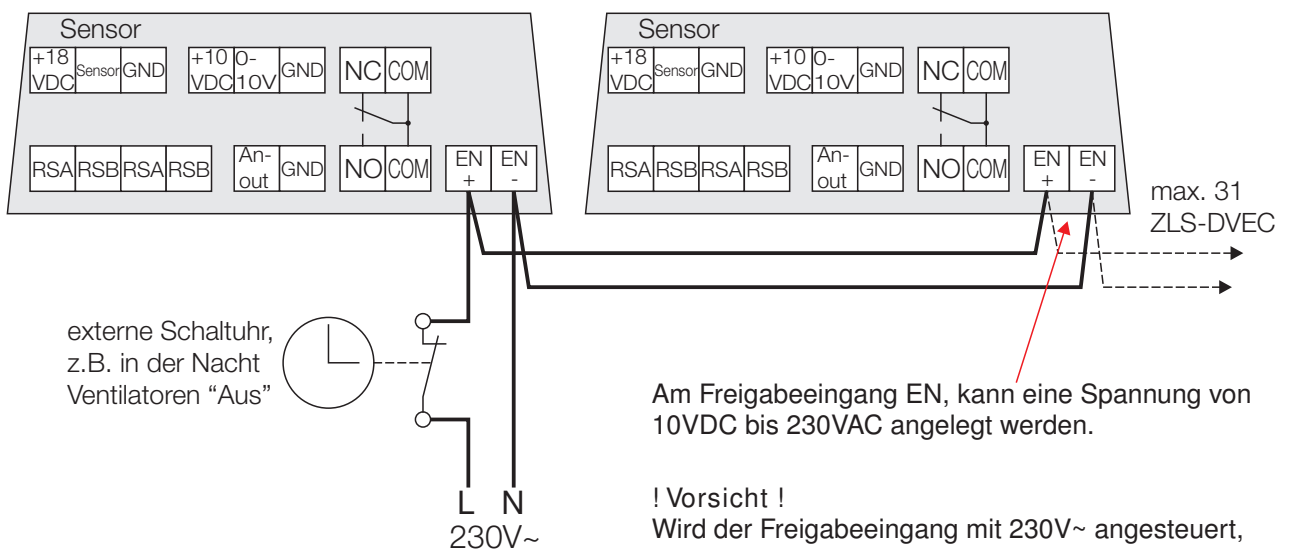 Sensor
+18 VDC Sensor GND +10 VDC 0-10V GND NC COM
RSA RSB RSA RSB An-out GND NO COM EN + EN -
Sensor
+18 VDC Sensor GND +10 VDC 0-10V GND NC COM
RSA RSB RSA RSB An-out GND NO COM EN + EN -
max. 31
ZLS-DVEC
externe Schaltuhr,
z.B. in der Nacht
Ventilatoren “Aus”
L N
230V~
Am Freigabeeingang EN, kann eine Spannung von
10VDC bis 230VAC angelegt werden.
! Vorsicht !
Wird der Freigabeeingang mit 230V~ angesteuert,